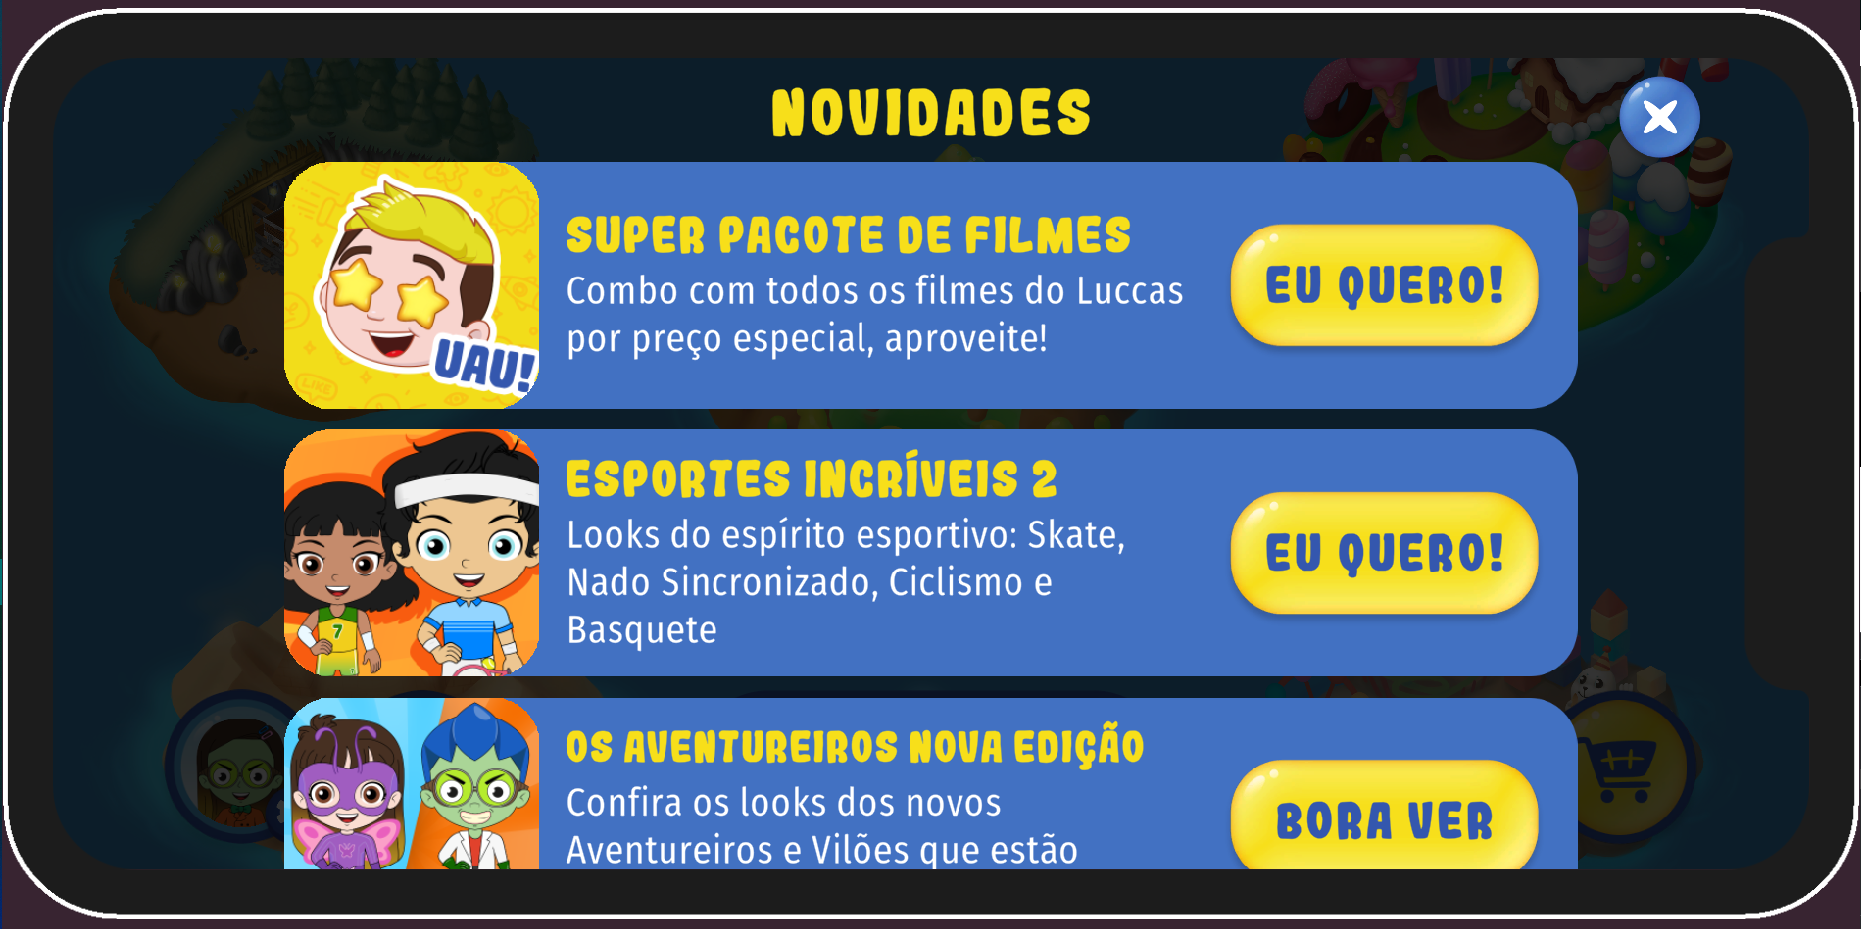 NOVIDADES
UAU!
SUPER PACOTE DE FILMES
Combo com todos os filmes do Luccas
por preço especial, aproveite!
EU QUERO!
7
ESPORTES INCRÍVEIS 2
Looks do espírito esportivo: Skate,
Nado Sincronizado, Ciclismo e
Basquete
EU QUERO!
OS AVENTUREIROS NOVA EDIÇÃO
Confira os looks dos novos
Aventureiros e Vilões que estão
BORA VER
LIKE